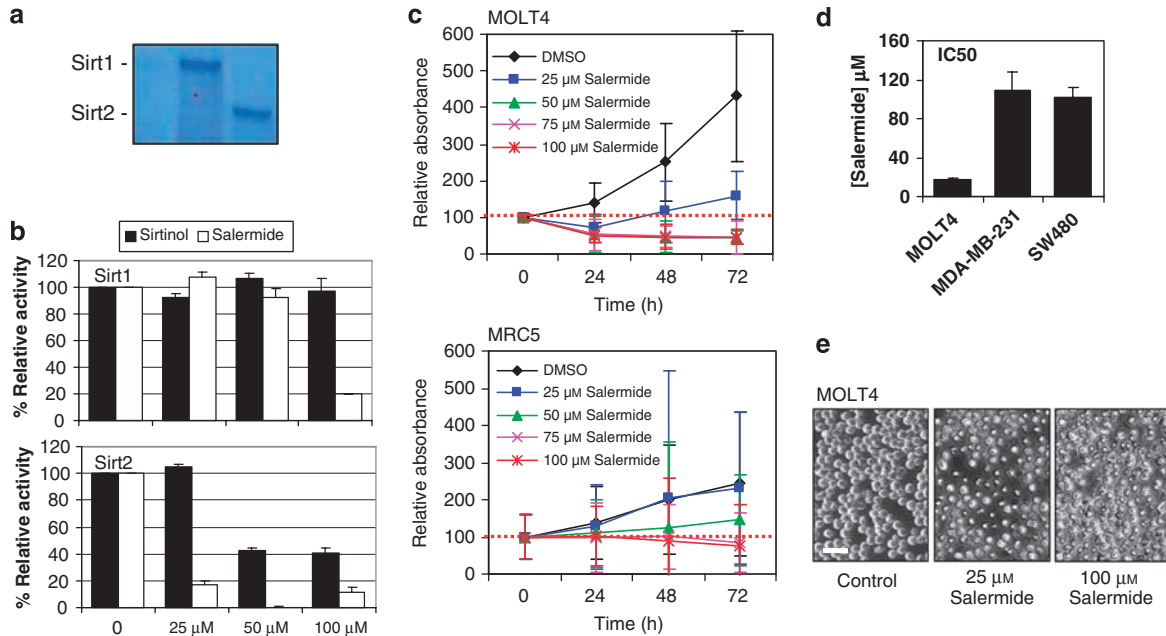 a
Sirt1 -
Sirt2 -
b
Sirtinol Salermide
% Relative activity
120
100
80
60
40
20
0
Sirt1
% Relative activity
120
100
80
60
40
20
0
Sirt2
0 25 μM 50 μM 100 μM
c
MOLT4
Relative absorbance
600
500
400
300
200
100
0
DMSO
25 μM Salermide
50 μM Salermide
75 μM Salermide
100 μM Salermide
0 24 48 72
Time (h)
MRC5
Relative absorbance
600
500
400
300
200
100
0
DMSO
25 μM Salermide
50 μM Salermide
75 μM Salermide
100 μM Salermide
0 24 48 72
Time (h)
d
[Salermide] μM
200
160
120
80
40
0
IC50
MOLT4
MDA-MB-231
SW480
e
MOLT4
Control
25 μM
Salermide
100 μM
Salermide